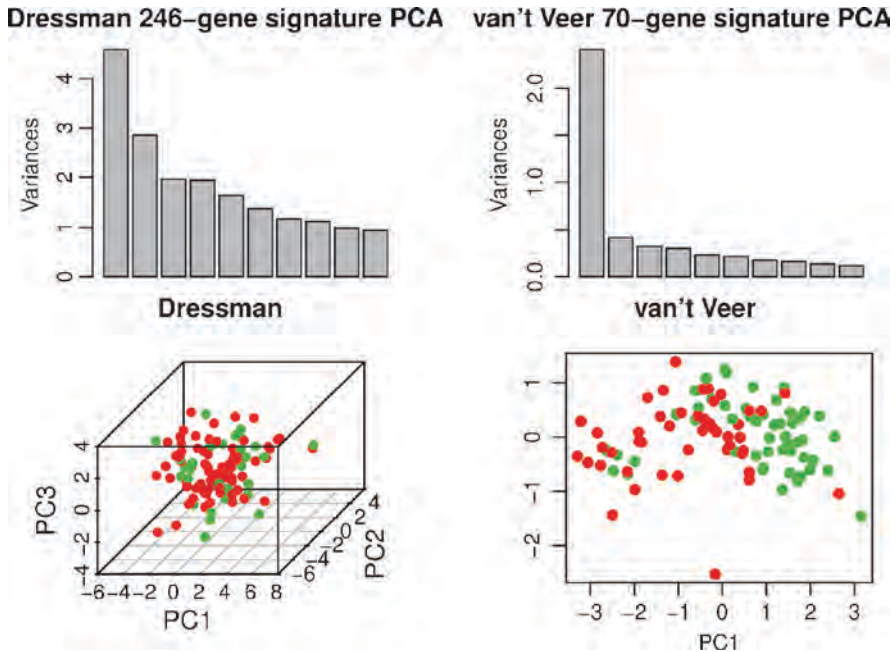 Dressman 246-gene signature PCA
van't Veer 70-gene signature PCA
Variances
0 1 2 3 4
Variances
0.0 1.0 2.0
Dressman
van't Veer
PC3
-4 -2 0 2 4
-6 -4 -2 0 2 4 6 8
PC1
-6 -4 -2 0 2 4
PC2
-2 -1 0 1
-3 -2 -1 0 1 2 3
PC1